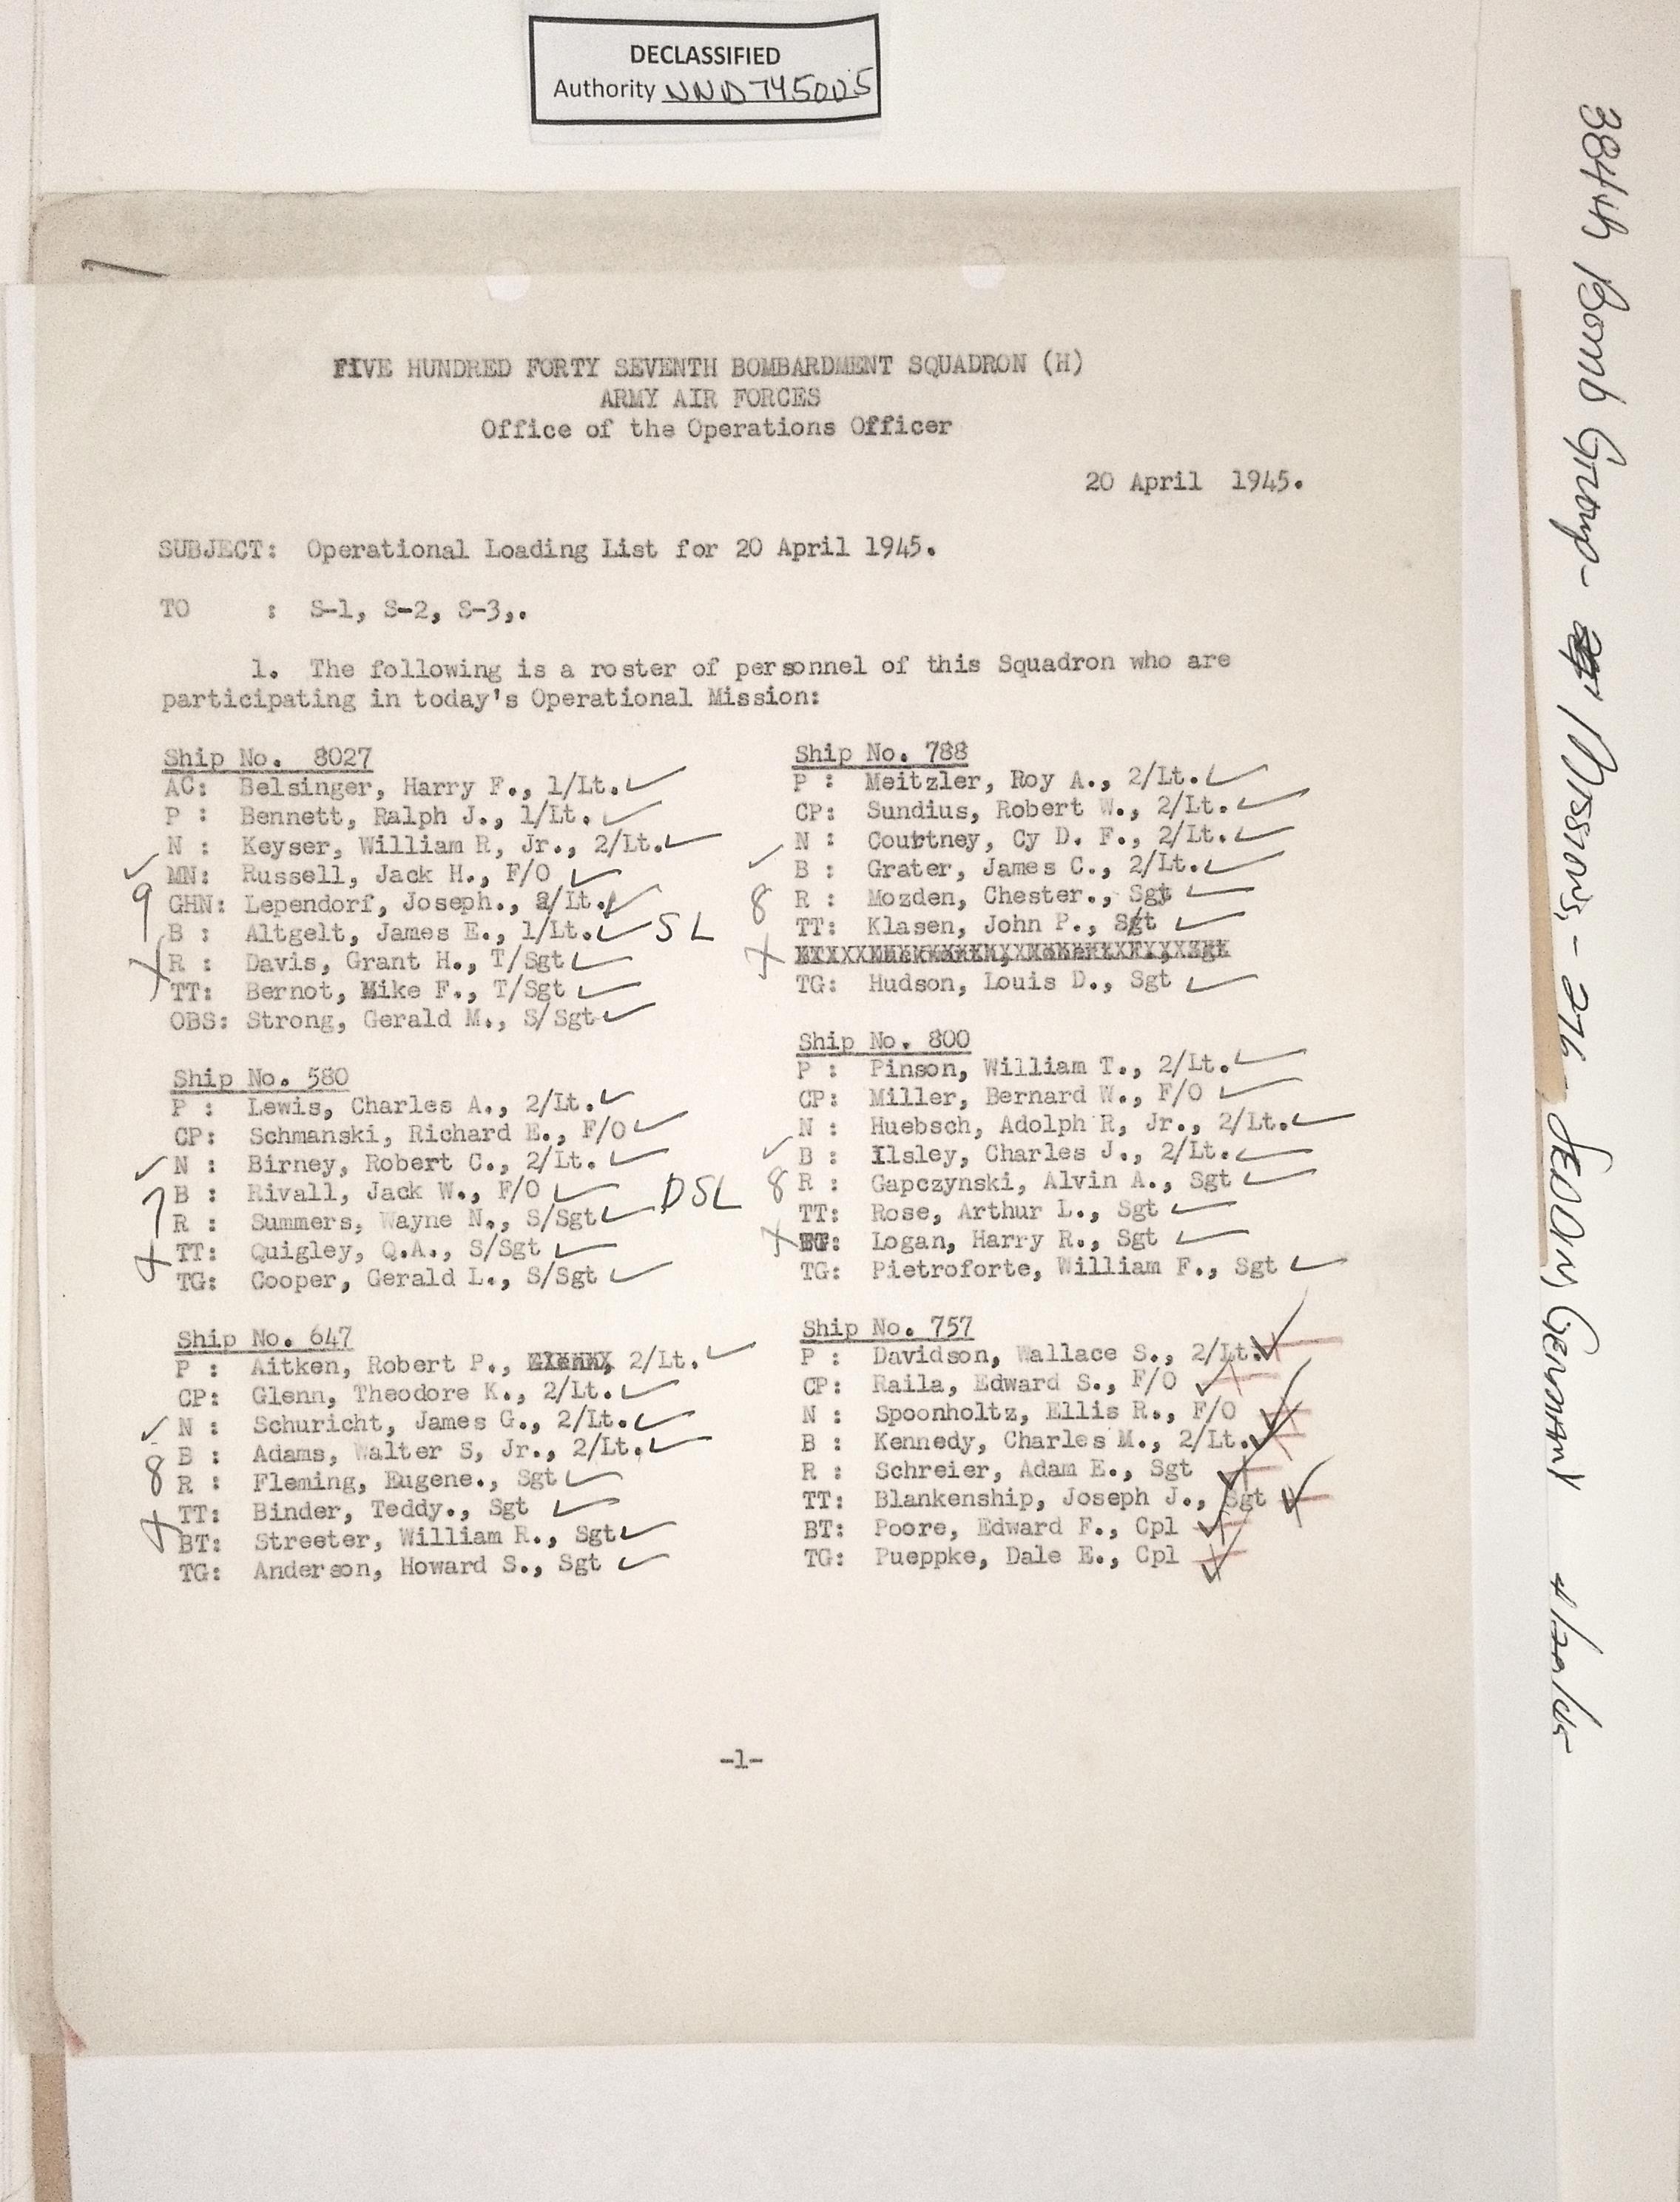 DECLASSIFIED
Authority NND 745005
FIVE HUNDRED FORTY SEVENTH BOMBARDMENT SQUADRON (H)
ARMY AIR FORCES
Office of the Operations Officer
20 April 1945.
SUBJECT: Operational Loading List for 20 April 1945.
TO : S-1, S-2, S-3,.
1. The following is a roster of personnel of this Squadron who are
participating in today's Operational Mission:
Ship No. 8027
AC: Belsinger, Harry F., 1/Lt. ✓
P : Bennett, Ralph J., 1/Lt. ✓
N : Keyser, William R, Jr., 2/Lt. ✓
✓ MN: Russell, Jack H., F/O ✓
9 GHN: Lependorf, Joseph., 2/Lt. ✓
B : Altgelt, James E., 1/Lt. ✓ SL
R : Davis, Grant H., T/Sgt ✓
TT: Bernot, Mike F., T/Sgt ✓
OBS: Strong, Gerald M., S/Sgt ✓
Ship No. 580
P : Lewis, Charles A., 2/Lt. ✓
CP: Schmanski, Richard E., F/O ✓
✓ N : Birney, Robert C., 2/Lt. ✓
7 B : Rivall, Jack W., F/O ✓ DSL
R : Summers, Wayne N., S/Sgt ✓
TT: Quigley, Q.A., S/Sgt ✓
TG: Cooper, Gerald L., S/Sgt ✓
Ship No. 647
P : Aitken, Robert P., 2/Lt. ✓
CP: Glenn, Theodore K., 2/Lt. ✓
✓ N : Schuricht, James G., 2/Lt. ✓
B : Adams, Walter S, Jr., 2/Lt. ✓
8 R : Fleming, Eugene., Sgt ✓
TT: Binder, Teddy., Sgt ✓
BT: Streeter, William R., Sgt ✓
TG: Anderson, Howard S., Sgt ✓
Ship No. 788
P : Meitzler, Roy A., 2/Lt. ✓
CP: Sundius, Robert W., 2/Lt. ✓
N : Courtney, Cy D. F., 2/Lt. ✓
✓ B : Grater, James C., 2/Lt. ✓
8 R : Mozden, Chester., Sgt ✓
TT: Klasen, John P., Sgt ✓
TG: Hudson, Louis D., Sgt ✓
Ship No. 800
P : Pinson, William T., 2/Lt. ✓
CP: Miller, Bernard W., F/O ✓
N : Huebsch, Adolph R, Jr., 2/Lt. ✓
✓ B : Ilsley, Charles J., 2/Lt. ✓
8 R : Gapczynski, Alvin A., Sgt ✓
TT: Rose, Arthur L., Sgt ✓
Logan, Harry R., Sgt ✓
TG: Pietroforte, William F., Sgt ✓
Ship No. 757
P : Davidson, Wallace S., 2/Lt. ✓
CP: Raila, Edward S., F/O ✓
N : Spoonholtz, Ellis R., F/O ✓
B : Kennedy, Charles M., 2/Lt. ✓
R : Schreier, Adam E., Sgt ✓
TT: Blankenship, Joseph J., Sgt ✓
BT: Poore, Edward F., Cpl ✓
TG: Pueppke, Dale E., Cpl ✓
-1-
384th Bomb Group - Missions - Germany